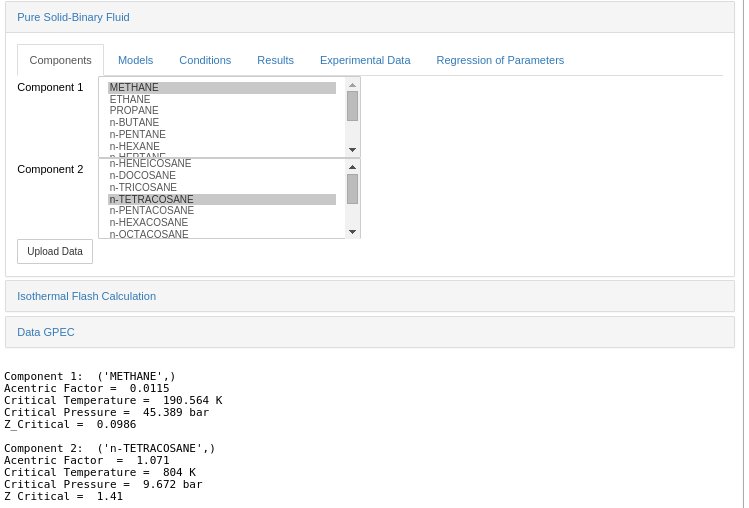 Pure Solid-Binary Fluid
Components Models Conditions Results Experimental Data Regression of Parameters
Component 1
METHANE
ETHANE
PROPANE
n-BUTANE
n-PENTANE
n-HEXANE
n-HEPTANE
Component 2
n-HENEICOSANE
n-DOCOSANE
n-TRICOSANE
n-TETRACOSANE
n-PENTACOSANE
n-HEXACOSANE
n-OCTACOSANE
Upload Data
Isothermal Flash Calculation
Data GPEC
Component 1:  ('METHANE',)
Acentric Factor =  0.0115
Critical Temperature =  190.564 K
Critical Pressure =  45.389 bar
Z_Critical =  0.0986
Component 2:  ('n-TETRACOSANE',)
Acentric Factor  =  1.071
Critical Temperature =  804 K
Critical Pressure =  9.672 bar
Z Critical =  1.41